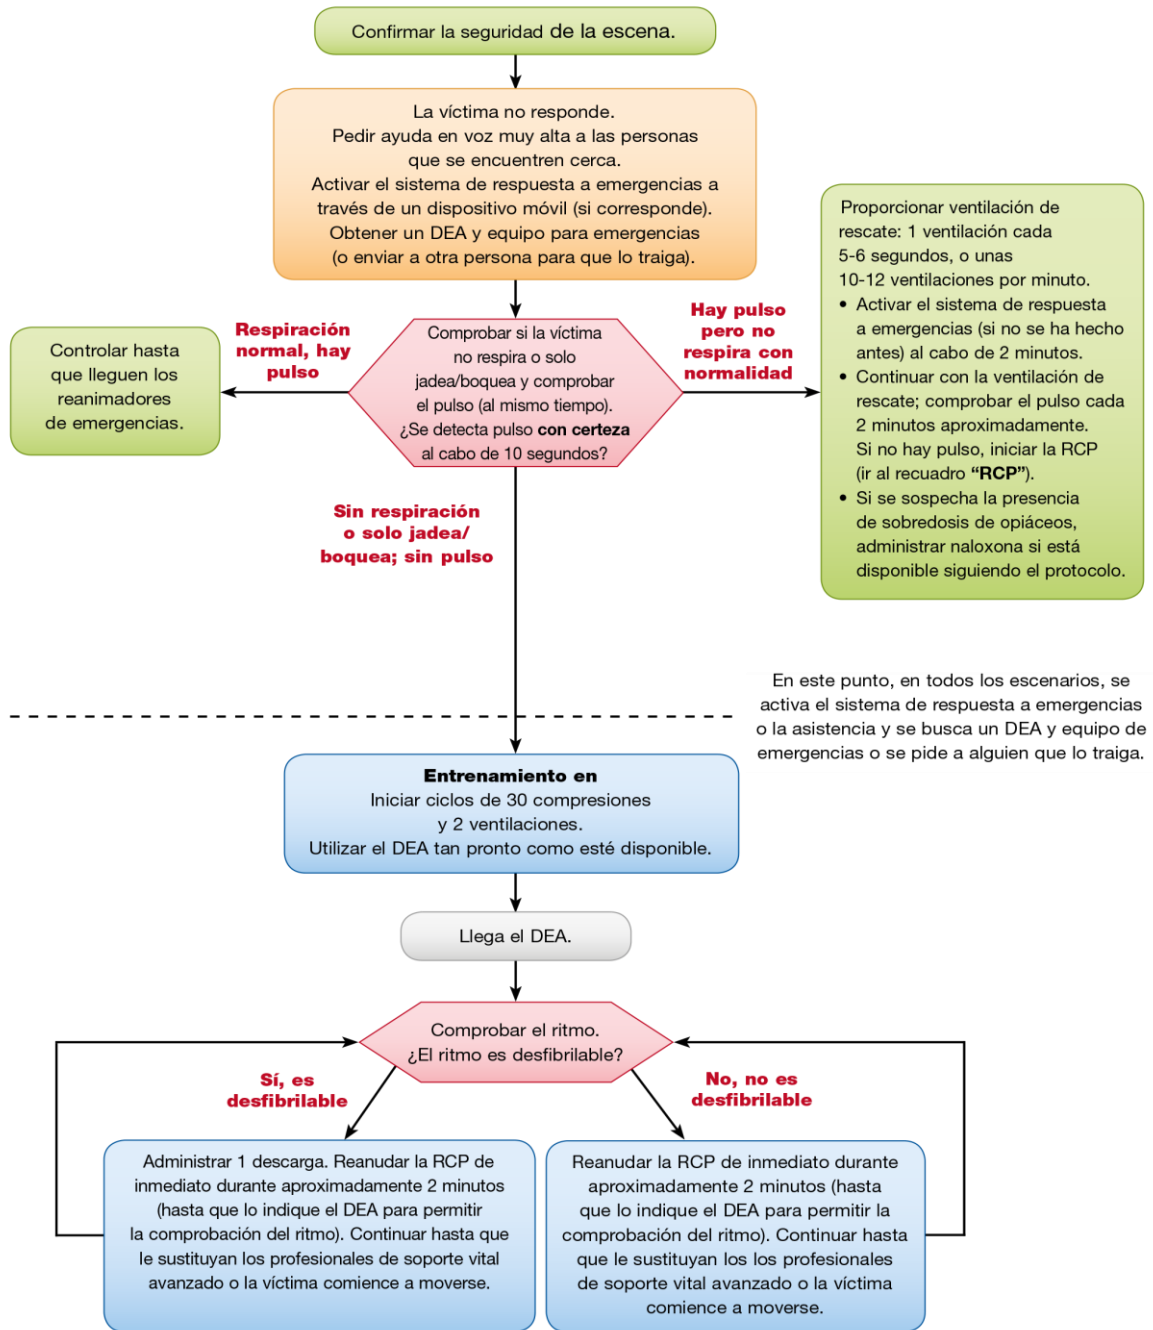 Confirmar la seguridad de la escena.
La víctima no responde.
Pedir ayuda en voz muy alta a las personas
que se encuentren cerca.
Activar el sistema de respuesta a emergencias a
través de un dispositivo móvil (si corresponde).
Obtener un DEA y equipo para emergencias
(o enviar a otra persona para que lo traiga).
Respiración
normal, hay
pulso
Controlar hasta
que lleguen los
reanimadores
de emergencias.
Comprobar si la víctima
no respira o solo
jadea/boquea y comprobar
el pulso (al mismo tiempo).
¿Se detecta pulso con certeza
al cabo de 10 segundos?
Hay pulso
pero no
respira con
normalidad
Proporcionar ventilación de
rescate: 1 ventilación cada
5-6 segundos, o unas
10-12 ventilaciones por minuto.
• Activar el sistema de respuesta
a emergencias (si no se ha hecho
antes) al cabo de 2 minutos.
• Continuar con la ventilación de
rescate; comprobar el pulso cada
2 minutos aproximadamente.
Si no hay pulso, iniciar la RCP
(ir al recuadro “RCP”).
• Si se sospecha la presencia
de sobredosis de opiáceos,
administrar naloxona si está
disponible siguiendo el protocolo.
Sin respiración
o solo jadea/
boquea; sin pulso
En este punto, en todos los escenarios, se
activa el sistema de respuesta a emergencias
o la asistencia y se busca un DEA y equipo de
emergencias o se pide a alguien que lo traiga.
Entrenamiento en
Iniciar ciclos de 30 compresiones
y 2 ventilaciones.
Utilizar el DEA tan pronto como esté disponible.
Llega el DEA.
Comprobar el ritmo.
¿El ritmo es desfibrilable?
Sí, es
desfibrilable
No, no es
desfibrilable
Administrar 1 descarga. Reanudar la RCP de
inmediato durante aproximadamente 2 minutos
(hasta que lo indique el DEA para permitir
la comprobación del ritmo). Continuar hasta que
le sustituyan los profesionales de soporte vital
avanzado o la víctima comience a moverse.
Reanudar la RCP de inmediato durante
aproximadamente 2 minutos (hasta
que lo indique el DEA para permitir la
comprobación del ritmo). Continuar hasta
que le sustituyan los los profesionales
de soporte vital avanzado o la víctima
comience a moverse.